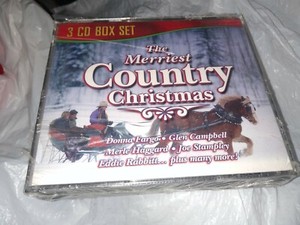 3 CD BOX SET
The
Merriest
Country
Christmas
Donna Fargo • Glen Campbell
Merle Haggard • Joe Stampley
Eddie Rabbitt... plus many more!